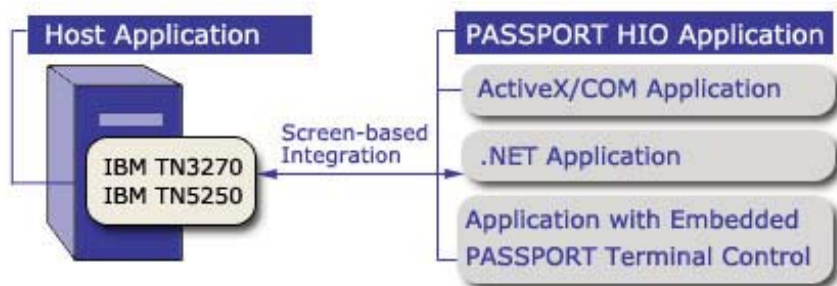 Host Application
IBM TN3270
IBM TN5250
Screen-based
Integration
PASSPORT HIO Application
ActiveX/COM Application
.NET Application
Application with Embedded
PASSPORT Terminal Control